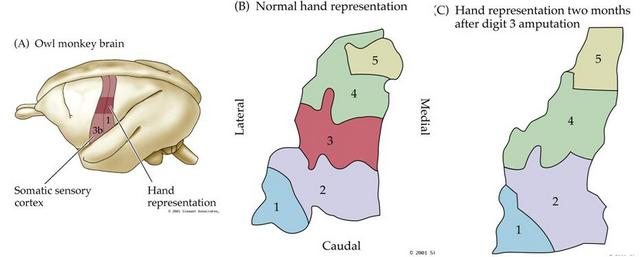 (A) Owl monkey brain
1
3b
Somatic sensory
cortex
Hand
representation
© 2001 Sinauer Associates,
(B) Normal hand representation
Lateral
5
4
3
2
1
Medial
Caudal
© 2001 Si
(C) Hand representation two months
after digit 3 amputation
5
4
2
1
© 2001 Si